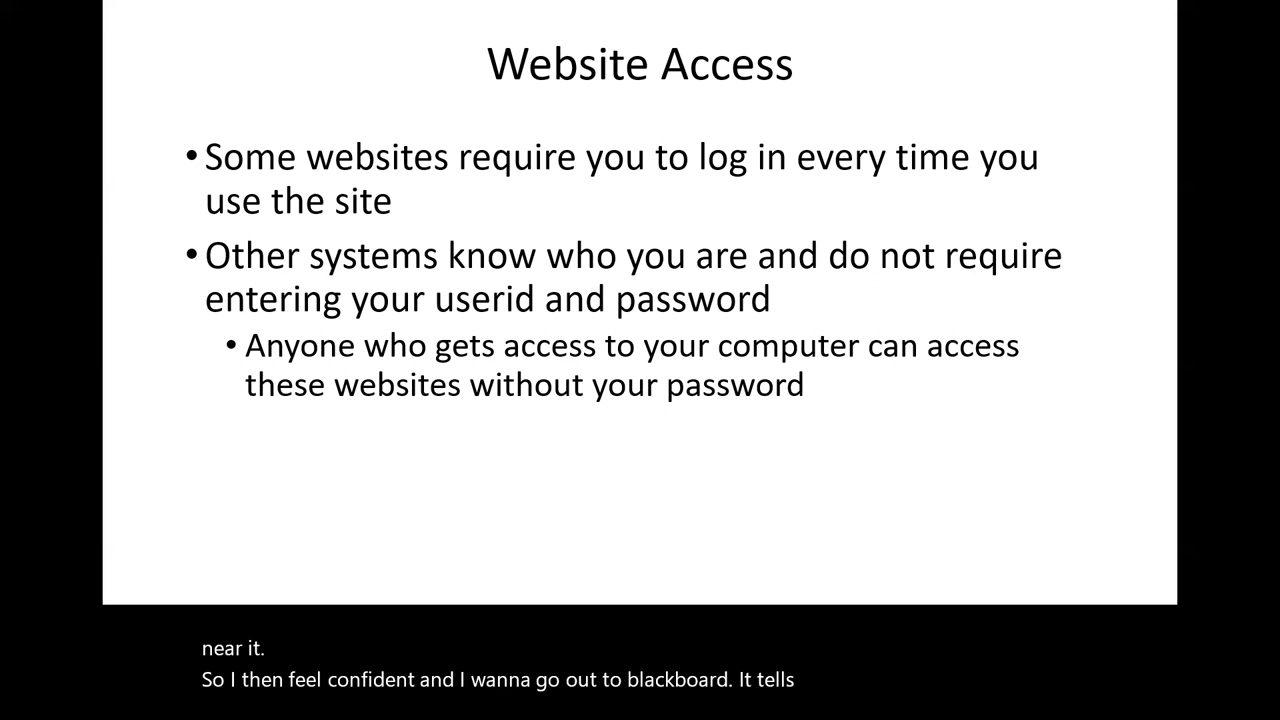 Website Access
•Some websites require you to log in every time you
use the site
•Other systems know who you are and do not require
entering your userid and password
•Anyone who gets access to your computer can access
these websites without your password
near it.
So I then feel confident and I wanna go out to blackboard. It tells